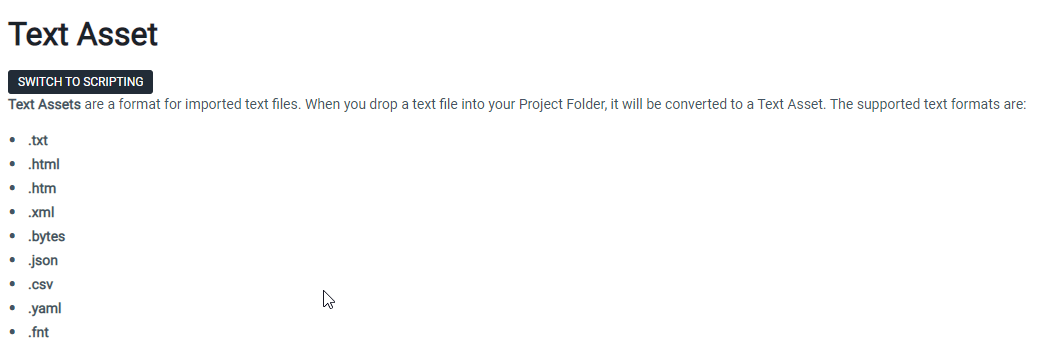 Text Asset
SWITCH TO SCRIPTING
Text Assets are a format for imported text files. When you drop a text file into your Project Folder, it will be converted to a Text Asset. The supported text formats are:
• .txt
• .html
• .htm
• .xml
• .bytes
• .json
• .csv
• .yaml
• .fnt